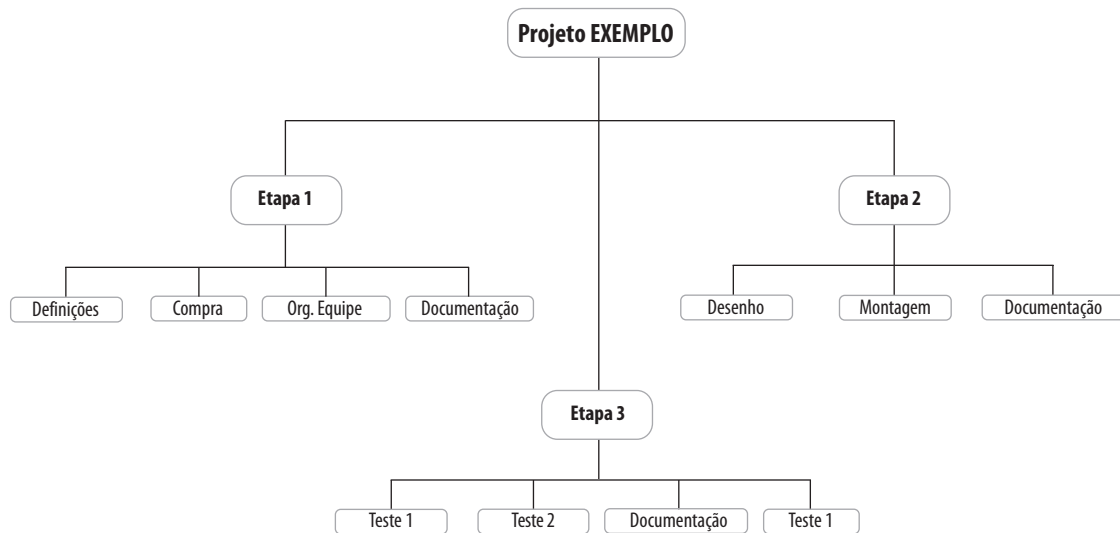 Projeto EXEMPLO
Etapa 1
Etapa 2
Definições
Compra
Org. Equipe
Documentação
Desenho
Montagem
Documentação
Etapa 3
Teste 1
Teste 2
Documentação
Teste 1